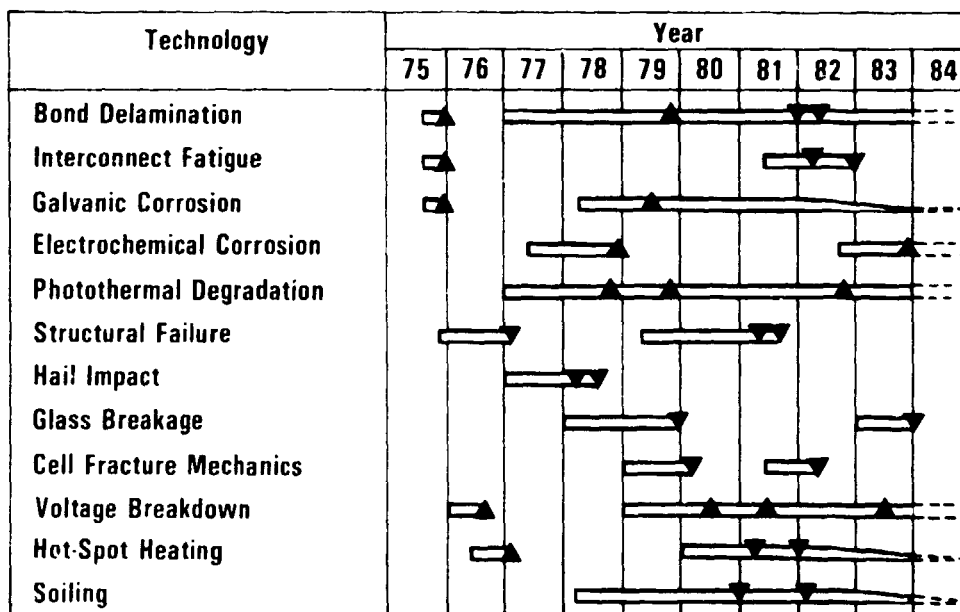 Technology
Year
75 76 77 78 79 80 81 82 83 84
Bond Delamination
Interconnect Fatigue
Galvanic Corrosion
Electrochemical Corrosion
Photothermal Degradation
Structural Failure
Hail Impact
Glass Breakage
Cell Fracture Mechanics
Voltage Breakdown
Hot-Spot Heating
Soiling